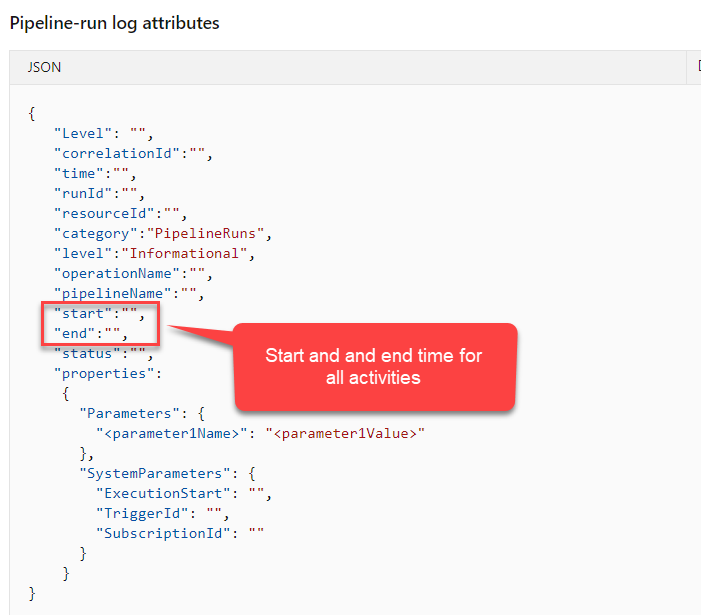 Pipeline-run log attributes
JSON
{
"Level": "",
"correlationId":"",
"time":"",
"runId":"",
"resourceId":"",
"category":"PipelineRuns",
"level":"Informational",
"operationName":"",
"pipelineName":"",
"start":"",
"end":"",
"status":"",
"properties":
{
"Parameters": {
"<parameter1Name>": "<parameter1Value>"
},
"SystemParameters": {
"ExecutionStart": "",
"TriggerId": "",
"SubscriptionId": ""
}
}
}
Start and and end time for
all activities